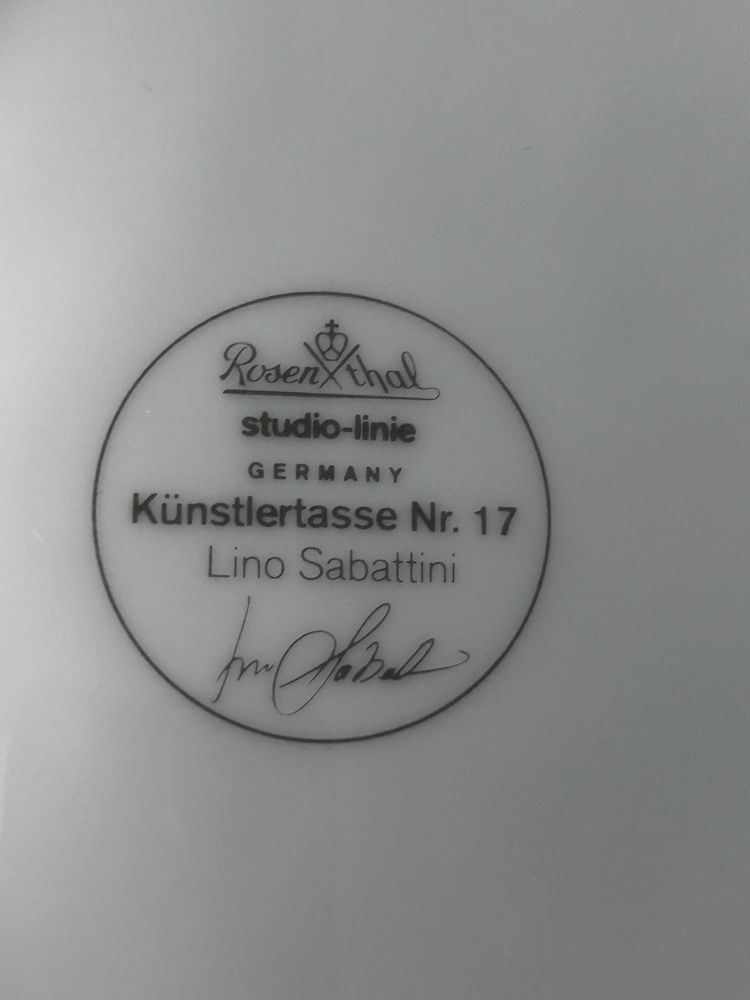 Rosenthal
studio-linie
GERMANY
Künstlertasse Nr. 17
Lino Sabattini